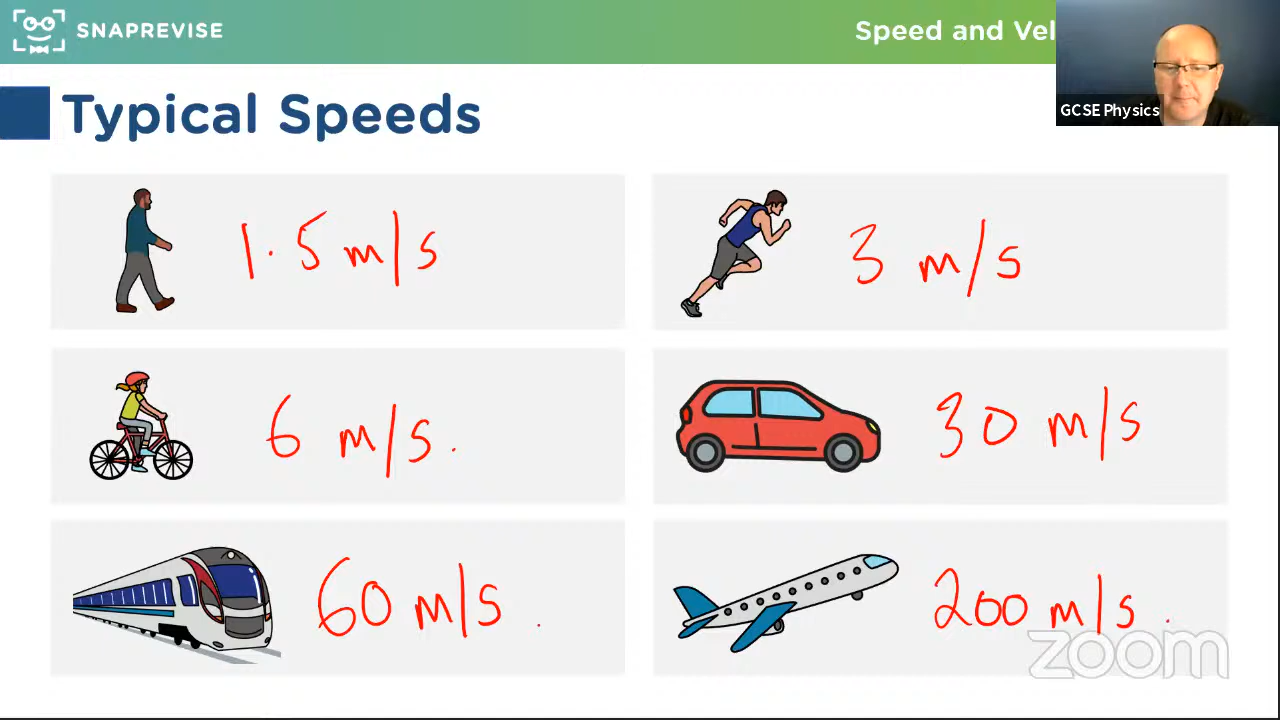 SNAPREVISE
Speed and Vel
GCSE Physics
Typical Speeds
1.5 m/s
3 m/s
6 m/s.
30 m/s
60 m/s.
200 m/s.
zoom